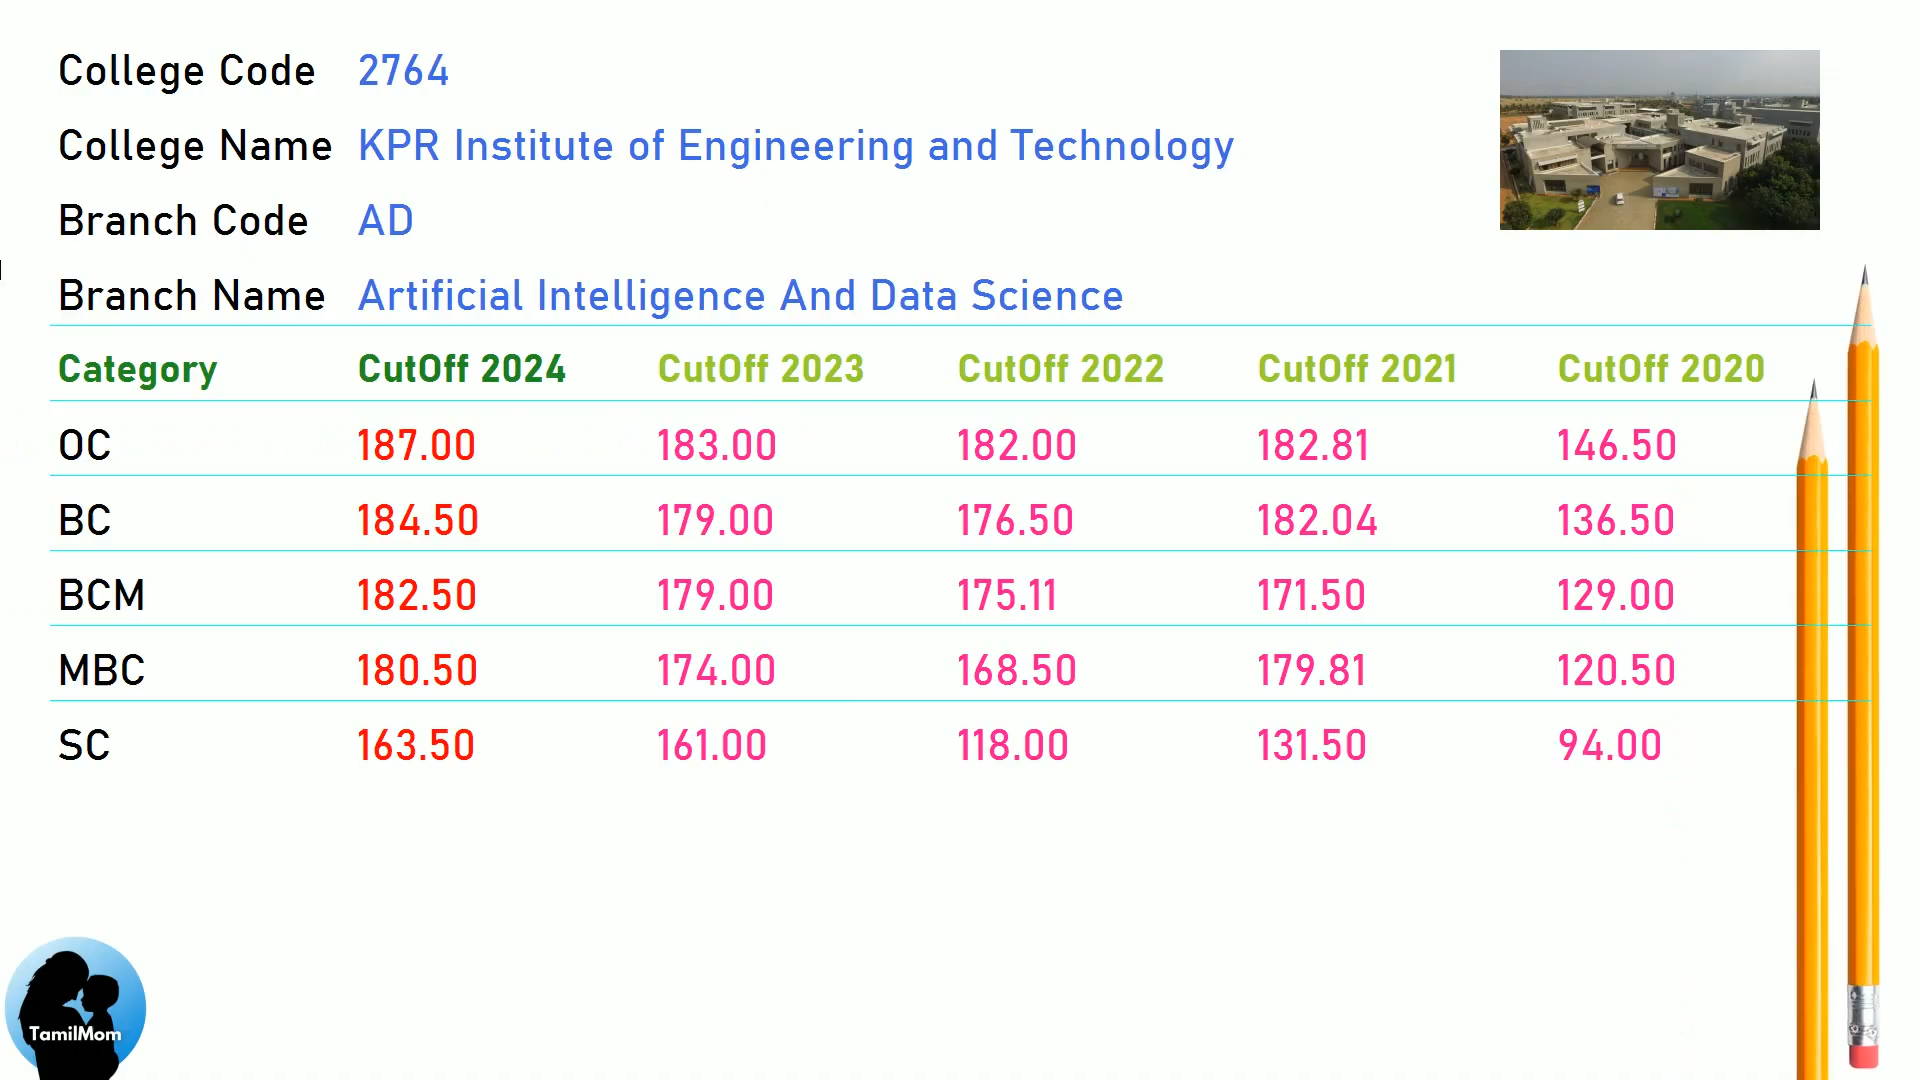 College Code 2764
College Name KPR Institute of Engineering and Technology
Branch Code AD
Branch Name Artificial Intelligence And Data Science
Category CutOff 2024 CutOff 2023 CutOff 2022 CutOff 2021 CutOff 2020
OC 187.00 183.00 182.00 182.81 146.50
BC 184.50 179.00 176.50 182.04 136.50
BCM 182.50 179.00 175.11 171.50 129.00
MBC 180.50 174.00 168.50 179.81 120.50
SC 163.50 161.00 118.00 131.50 94.00
TamilMom